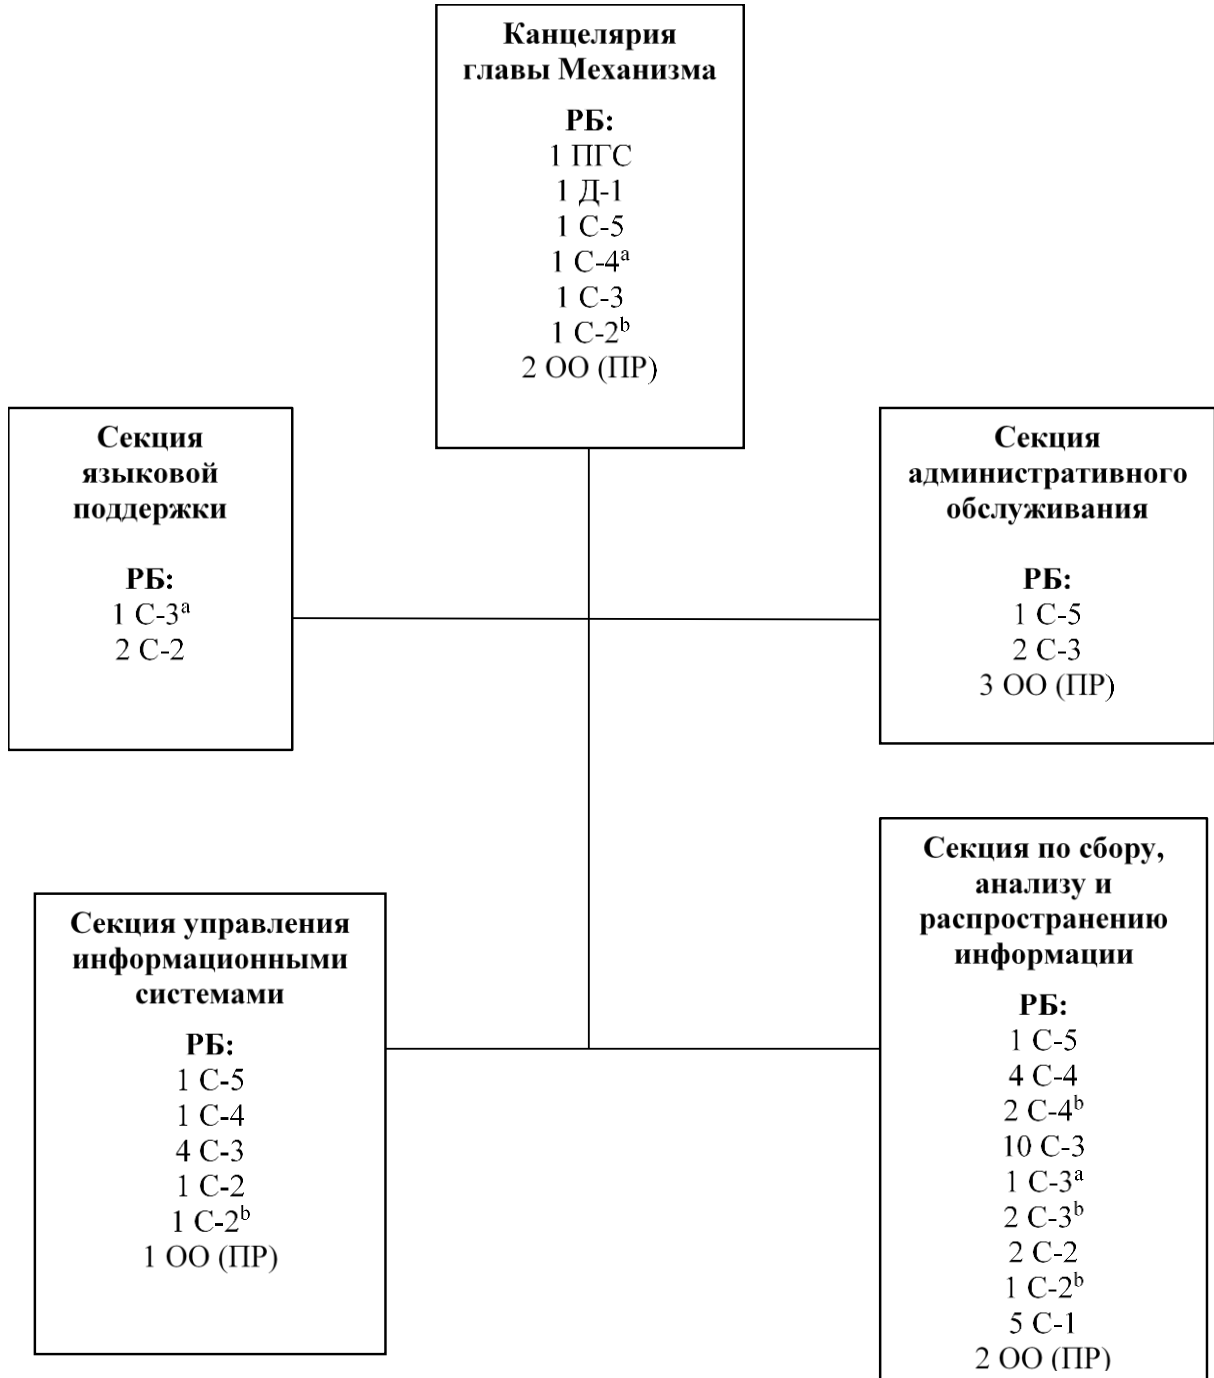 Канцелярия
главы Механизма
РБ:
1 ПГС
1 Д-1
1 С-5
1 С-4ᵃ
1 С-3
1 С-2ᵇ
2 ОО (ПР)
Секция
языковой
поддержки
РБ:
1 С-3ᵃ
2 С-2
Секция
административного
обслуживания
РБ:
1 С-5
2 С-3
3 ОО (ПР)
Секция управления
информационными
системами
РБ:
1 С-5
1 С-4
4 С-3
1 С-2
1 С-2ᵇ
1 ОО (ПР)
Секция по сбору,
анализу и
распространению
информации
РБ:
1 С-5
4 С-4
2 С-4ᵇ
10 С-3
1 С-3ᵃ
2 С-3ᵇ
2 С-2
1 С-2ᵇ
5 С-1
2 ОО (ПР)